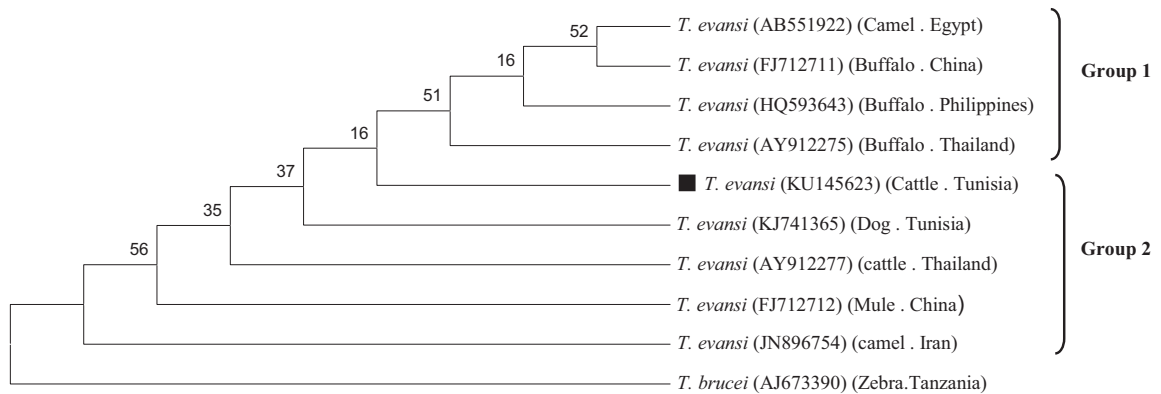 52
T. evansi (AB551922) (Camel . Egypt)
16
T. evansi (FJ712711) (Buffalo . China)
Group 1
51
T. evansi (HQ593643) (Buffalo . Philippines)
16
T. evansi (AY912275) (Buffalo . Thailand)
37
T. evansi (KU145623) (Cattle . Tunisia)
35
T. evansi (KJ741365) (Dog . Tunisia)
56
Group 2
T. evansi (AY912277) (cattle . Thailand)
T. evansi (FJ712712) (Mule . China)
T. evansi (JN896754) (camel . Iran)
T. brucei (AJ673390) (Zebra.Tanzania)